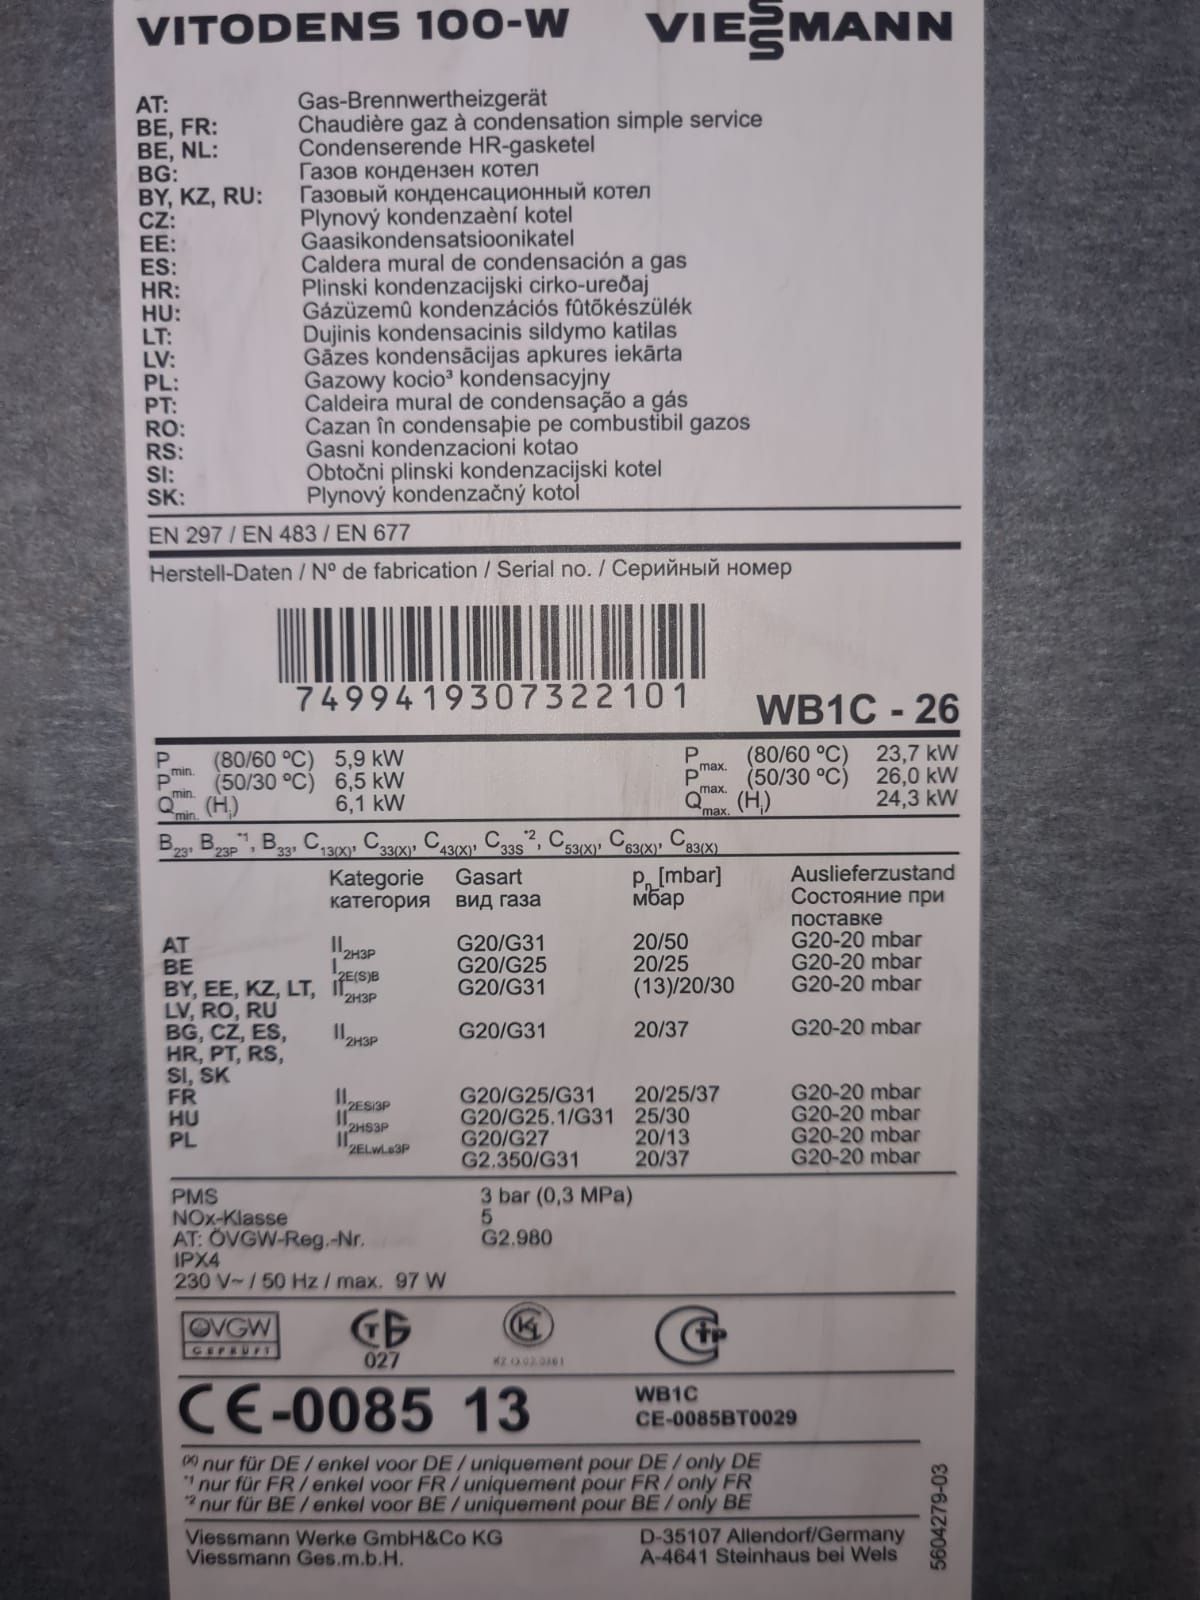 VITODENS 100-W VIESSMANN
AT: Gas-Brennwertheizgerät
BE, FR: Chaudière gaz à condensation simple service
BE, NL: Condenserende HR-gasketel
BG: Газов кондензен котел
BY, KZ, RU: Газовый конденсационный котел
CZ: Plynový kondenzaèní kotel
EE: Gaasikondensatsioonikatel
ES: Caldera mural de condensación a gas
HR: Plinski kondenzacijski cirko-ureðaj
HU: Gázüzemû kondenzációs fûtõkészülék
LT: Dujinis kondensacinis sildymo katilas
LV: Gāzes kondensācijas apkures iekārta
PL: Gazowy kocio³ kondensacyjny
PT: Caldeira mural de condensação a gás
RO: Cazan în condensaþie pe combustibil gazos
RS: Gasni kondenzacioni kotao
SI: Obtočni plinski kondenzacijski kotel
SK: Plynový kondenzačný kotol
EN 297 / EN 483 / EN 677
Herstell-Daten / Nº de fabrication / Serial no. / Серийный номер
7499419307322101
WB1C - 26
Pmin. (80/60 ºC) 5,9 kW Pmax. (80/60 ºC) 23,7 kW
Pmin. (50/30 ºC) 6,5 kW Pmax. (50/30 ºC) 26,0 kW
Qmin. (Hi) 6,1 kW Qmax. (Hi) 24,3 kW
B23, B23P*1, B33, C13(X), C33(X), C43(X), C33S*2, C53(X), C63(X), C83(X)
Kategorie Gasart pn [mbar] Auslieferzustand
категория вид газа мбар Состояние при
поставке
AT II2H3P G20/G31 20/50 G20-20 mbar
BE I2E(S)B G20/G25 20/25 G20-20 mbar
BY, EE, KZ, LT, II2H3P G20/G31 (13)/20/30 G20-20 mbar
LV, RO, RU
BG, CZ, ES, II2H3P G20/G31 20/37 G20-20 mbar
HR, PT, RS,
SI, SK
FR II2ESi3P G20/G25/G31 20/25/37 G20-20 mbar
HU II2HS3P G20/G25.1/G31 25/30 G20-20 mbar
PL II2ELwLs3P G20/G27 20/13 G20-20 mbar
G2.350/G31 20/37 G20-20 mbar
PMS 3 bar (0,3 MPa)
NOx-Klasse 5
AT: ÖVGW-Reg.-Nr. G2.980
IPX4
230 V~ / 50 Hz / max. 97 W
ÖVGW
GEPRÜFT
027
CE-0085 13
WB1C
CE-0085BT0029
(X) nur für DE / enkel voor DE / uniquement pour DE / only DE
*1 nur für FR / enkel voor FR / uniquement pour FR / only FR
*2 nur für BE / enkel voor BE / uniquement pour BE / only BE
Viessmann Werke GmbH&Co KG D-35107 Allendorf/Germany
Viessmann Ges.m.b.H. A-4641 Steinhaus bei Wels
5604279-03